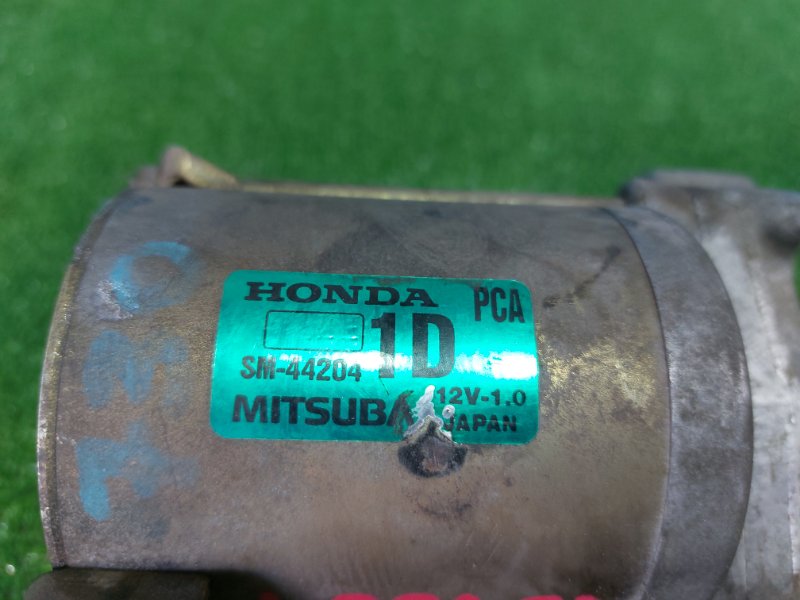 HONDA PCA
1D
SM-44204
12V-1.0
MITSUBA JAPAN